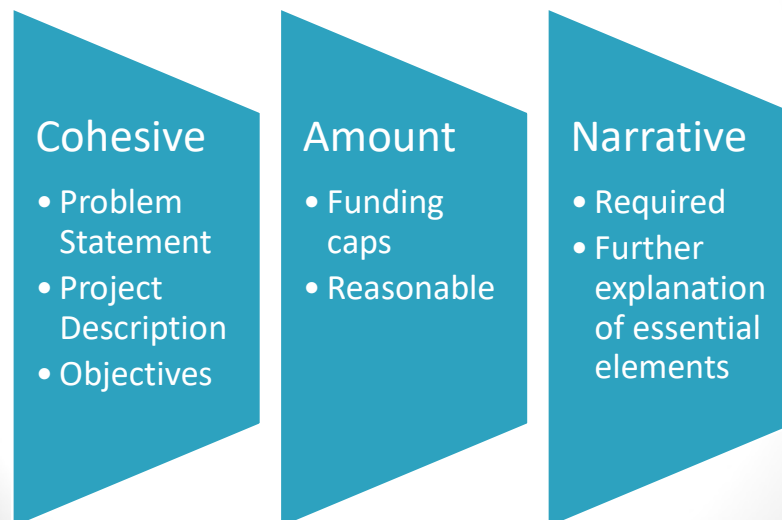 Cohesive
• Problem
Statement
• Project
Description
• Objectives
Amount
• Funding
caps
• Reasonable
Narrative
• Required
• Further
explanation
of essential
elements